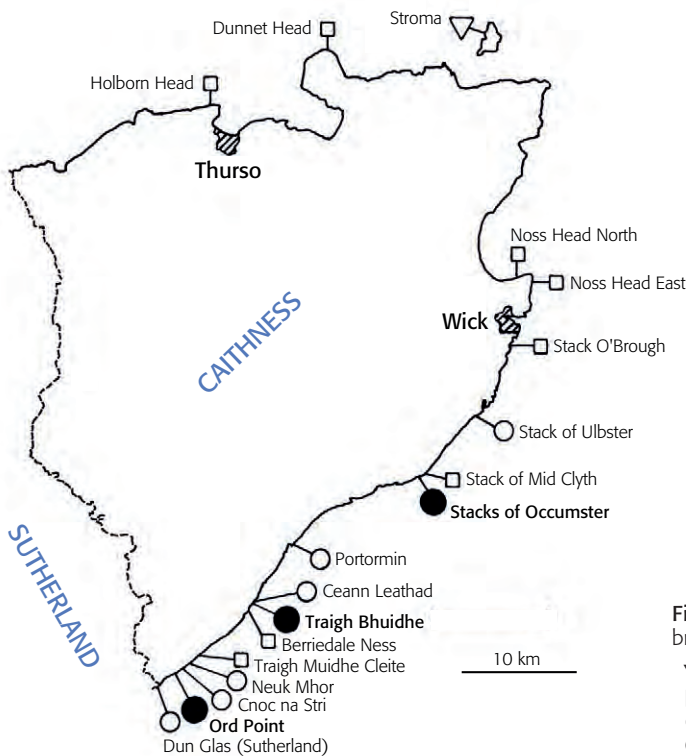 Stroma
Dunnet Head
Holborn Head
Thurso
Noss Head North
Noss Head East
Wick
Stack O'Brough
CAITHNESS
Stack of Ulbster
Stack of Mid Clyth
Stacks of Occumster
SUTHERLAND
Portormin
Ceann Leathad
Traigh Bhuidhe
Berriedale Ness
10 km
Traigh Muidhe Cleite
Neuk Mhor
Cnoc na Stri
Ord Point
Dun Glas (Sutherland)